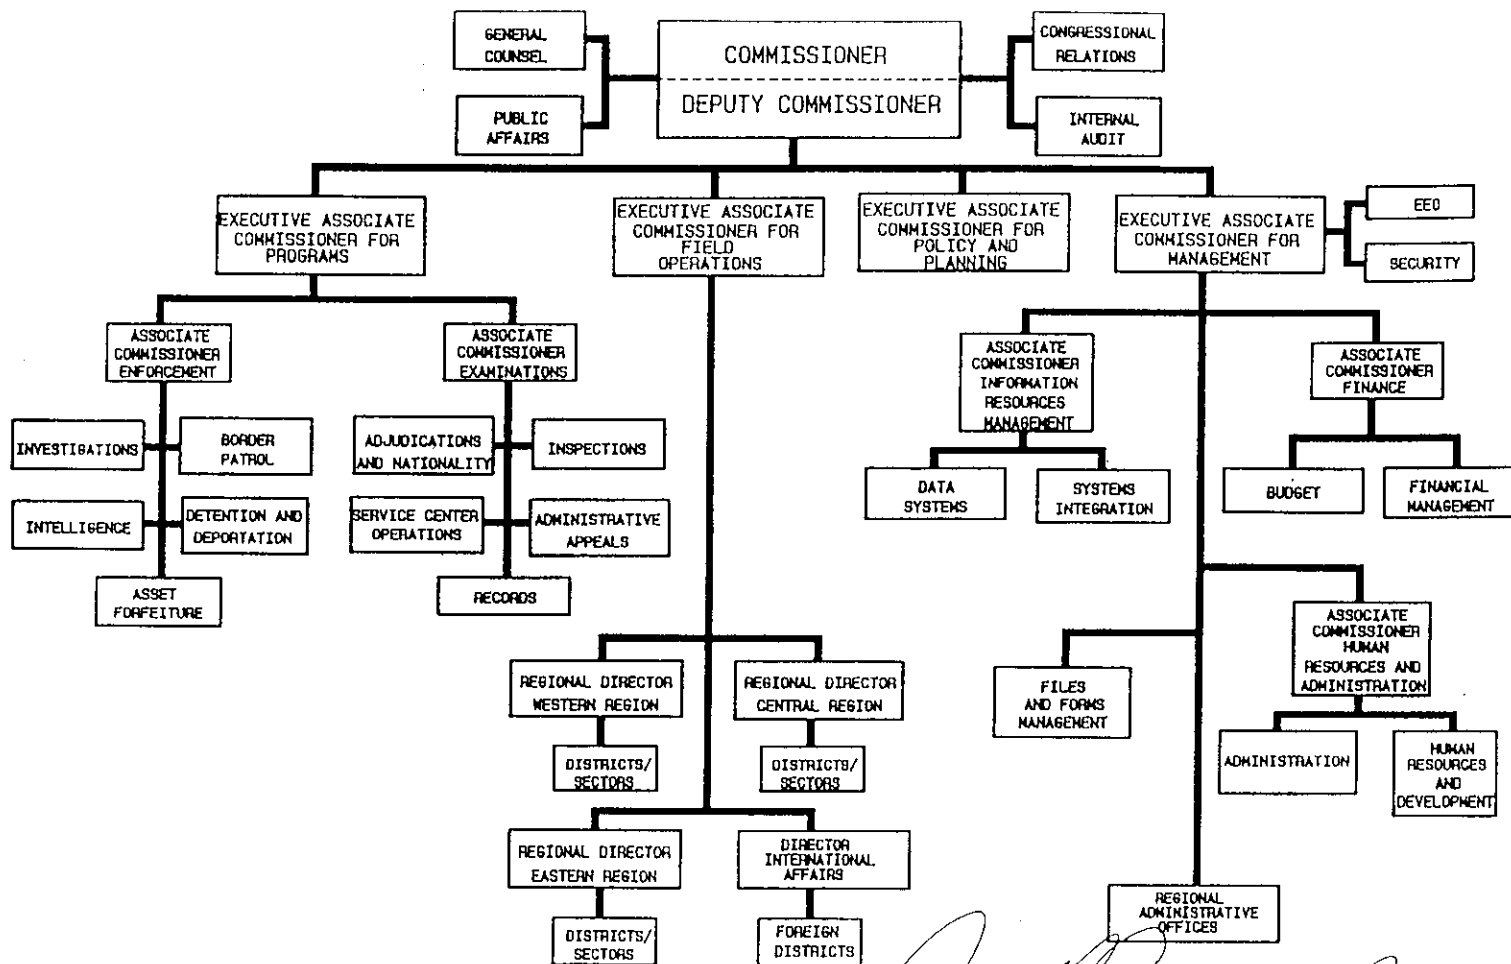 GENERAL
COUNSEL
COMMISSIONER
DEPUTY COMMISSIONER
CONGRESSIONAL
RELATIONS
PUBLIC
AFFAIRS
INTERNAL
AUDIT
EXECUTIVE ASSOCIATE
COMMISSIONER FOR
PROGRAMS
EXECUTIVE ASSOCIATE
COMMISSIONER FOR
FIELD
OPERATIONS
EXECUTIVE ASSOCIATE
COMMISSIONER FOR
POLICY AND
PLANNING
EXECUTIVE ASSOCIATE
COMMISSIONER FOR
MANAGEMENT
EEO
SECURITY
ASSOCIATE
COMMISSIONER
ENFORCEMENT
ASSOCIATE
COMMISSIONER
EXAMINATIONS
ASSOCIATE
COMMISSIONER
INFORMATION
RESOURCES
MANAGEMENT
ASSOCIATE
COMMISSIONER
FINANCE
INVESTIGATIONS
BORDER
PATROL
ADJUDICATIONS
AND NATIONALITY
INSPECTIONS
DATA
SYSTEMS
SYSTEMS
INTEGRATION
BUDGET
FINANCIAL
MANAGEMENT
INTELLIGENCE
DETENTION AND
DEPORTATION
SERVICE CENTER
OPERATIONS
ADMINISTRATIVE
APPEALS
ASSET
FORFEITURE
RECORDS
ASSOCIATE
COMMISSIONER
HUMAN
RESOURCES AND
ADMINISTRATION
REGIONAL DIRECTOR
WESTERN REGION
REGIONAL DIRECTOR
CENTRAL REGION
FILES
AND FORMS
MANAGEMENT
DISTRICTS/
SECTORS
DISTRICTS/
SECTORS
ADMINISTRATION
HUMAN
RESOURCES
AND
DEVELOPMENT
REGIONAL DIRECTOR
EASTERN REGION
DIRECTOR
INTERNATIONAL
AFFAIRS
REGIONAL
ADMINISTRATIVE
OFFICES
DISTRICTS/
SECTORS
FOREIGN
DISTRICTS